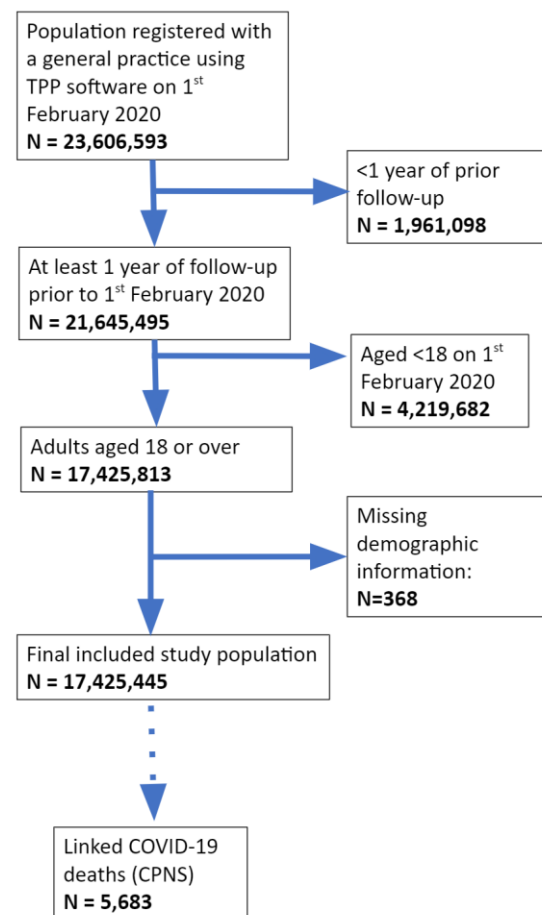 Population registered with
a general practice using
TPP software on 1st
February 2020
N = 23,606,593
<1 year of prior
follow-up
N = 1,961,098
At least 1 year of follow-up
prior to 1st February 2020
N = 21,645,495
Aged <18 on 1st
February 2020
N = 4,219,682
Adults aged 18 or over
N = 17,425,813
Missing
demographic
information:
N=368
Final included study population
N = 17,425,445
Linked COVID-19
deaths (CPNS)
N = 5,683